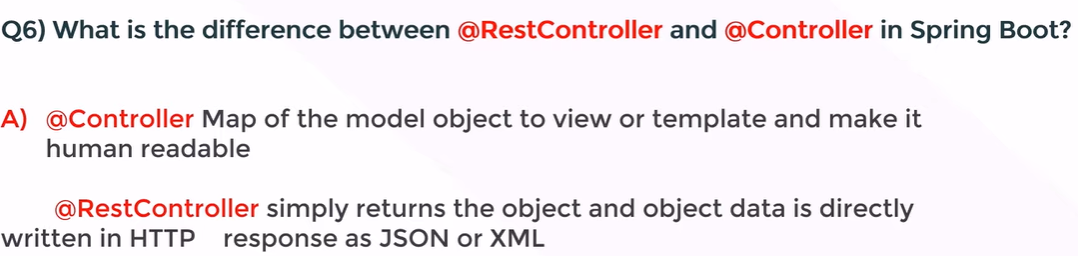 Q6) What is the difference between @RestController and @Controller in Spring Boot?
A) @Controller Map of the model object to view or template and make it
human readable
@RestController simply returns the object and object data is directly
written in HTTP response as JSON or XML